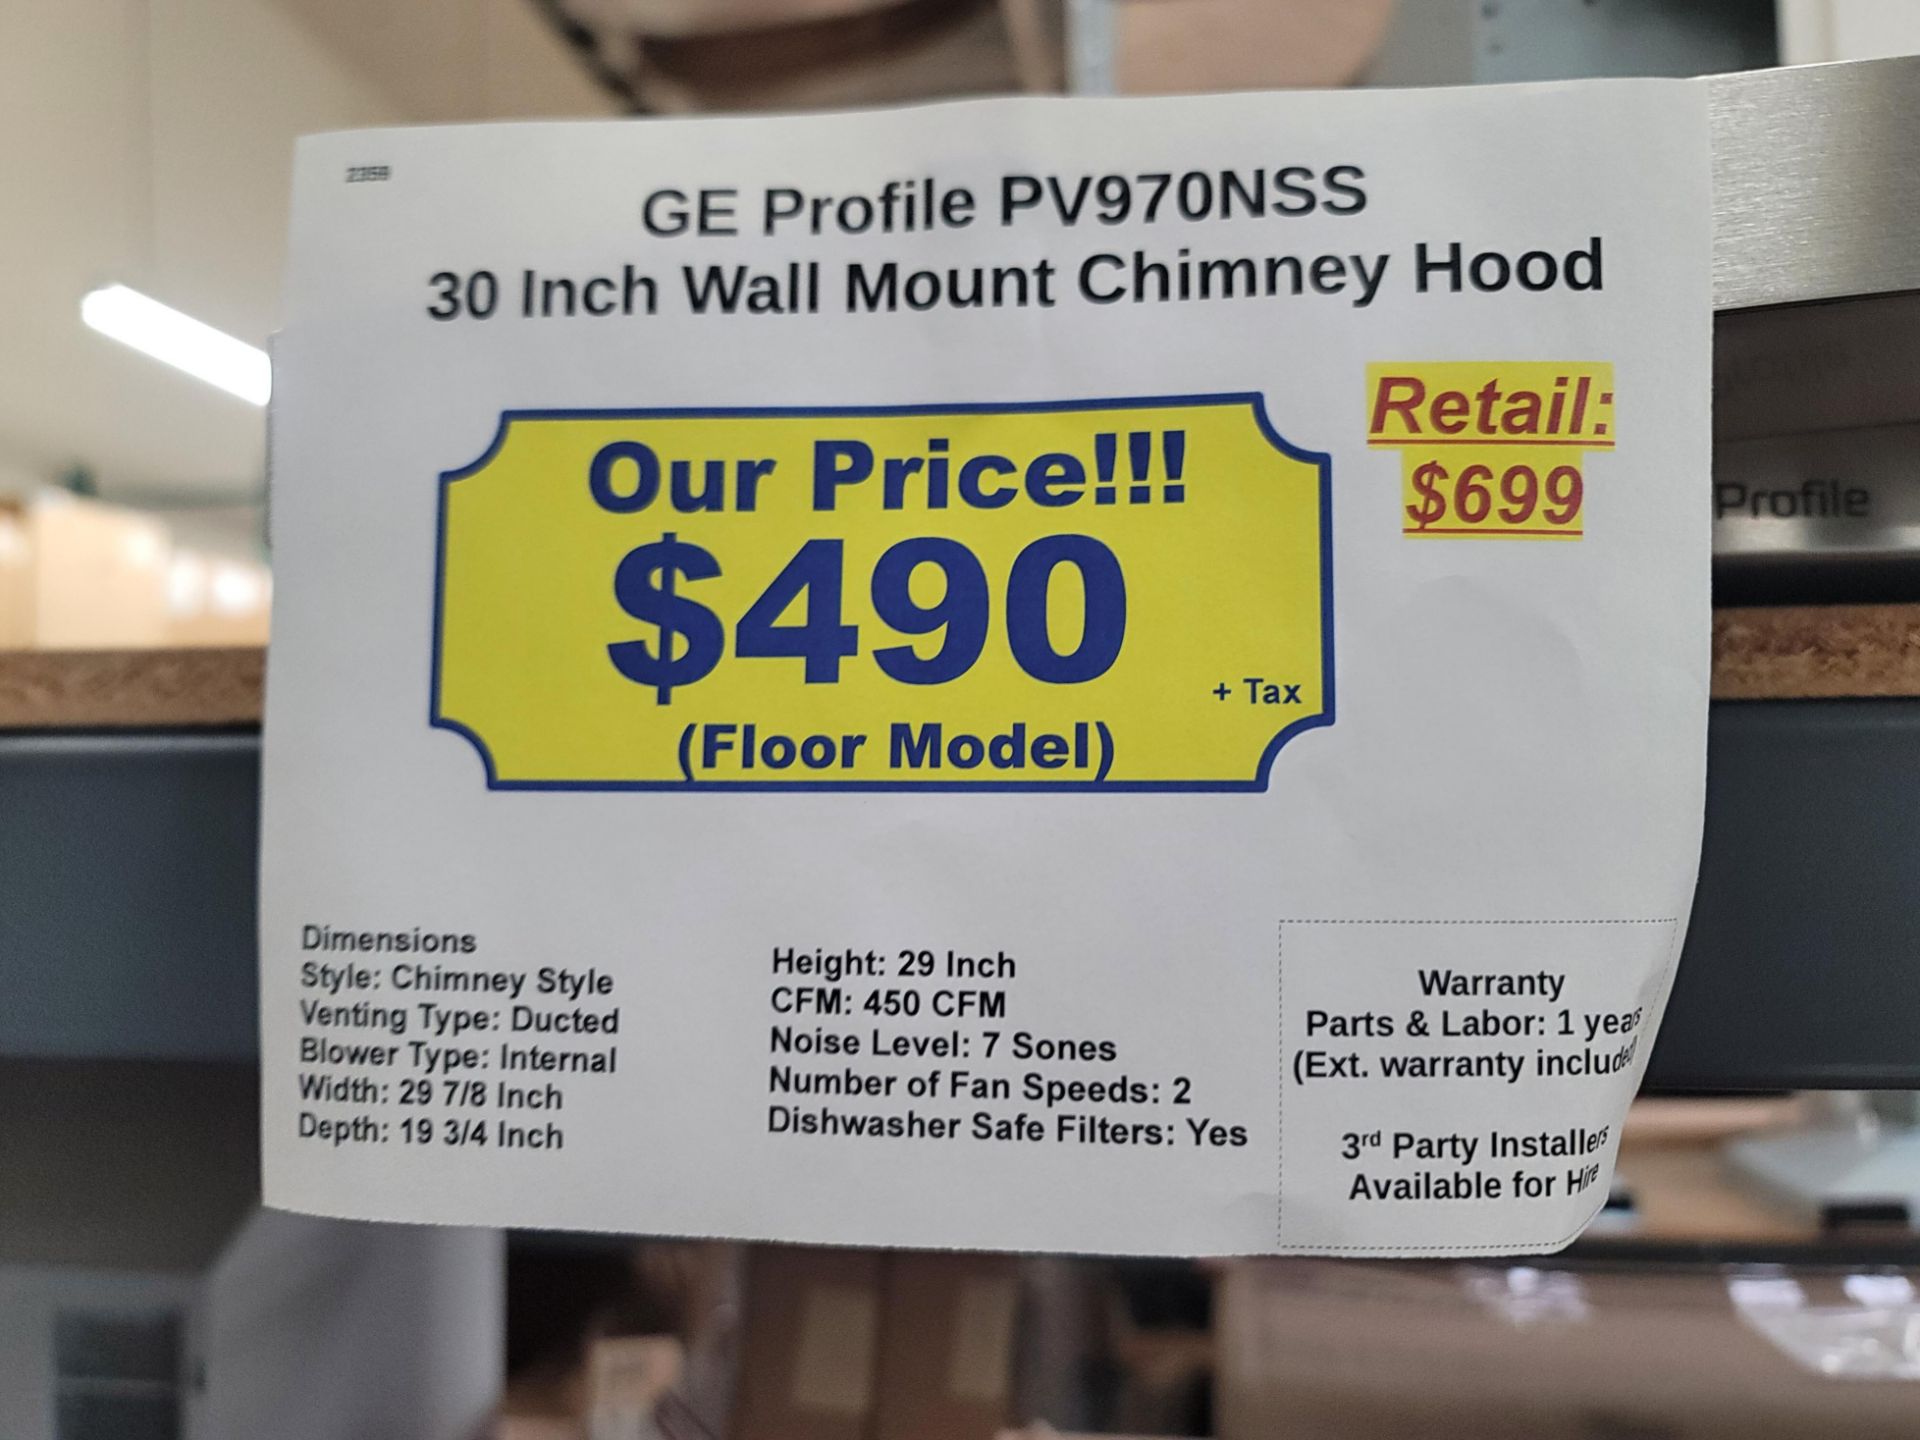 2359
GE Profile PV970NSS
30 Inch Wall Mount Chimney Hood
Retail:
$699
Our Price!!!
$490
+ Tax
(Floor Model)
Profile
Dimensions
Style: Chimney Style
Venting Type: Ducted
Blower Type: Internal
Width: 29 7/8 Inch
Depth: 19 3/4 Inch
Height: 29 Inch
CFM: 450 CFM
Noise Level: 7 Sones
Number of Fan Speeds: 2
Dishwasher Safe Filters: Yes
Warranty
Parts & Labor: 1 years
(Ext. warranty included)
3rd Party Installers
Available for Hire